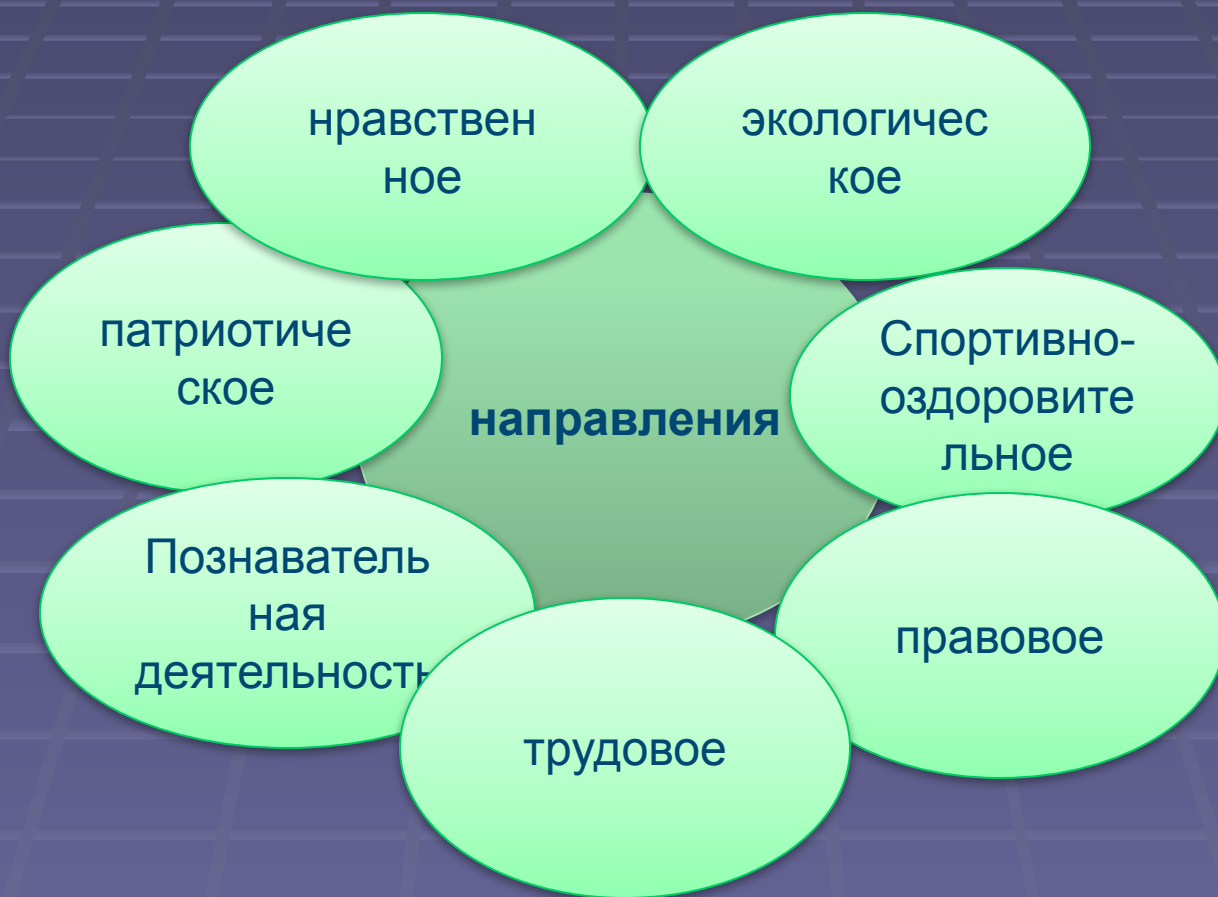 нравствен
ное
экологичес
кое
патриотиче
ское
Спортивно-
оздоровите
льное
направления
Познаватель
ная
деятельность
правовое
трудовое